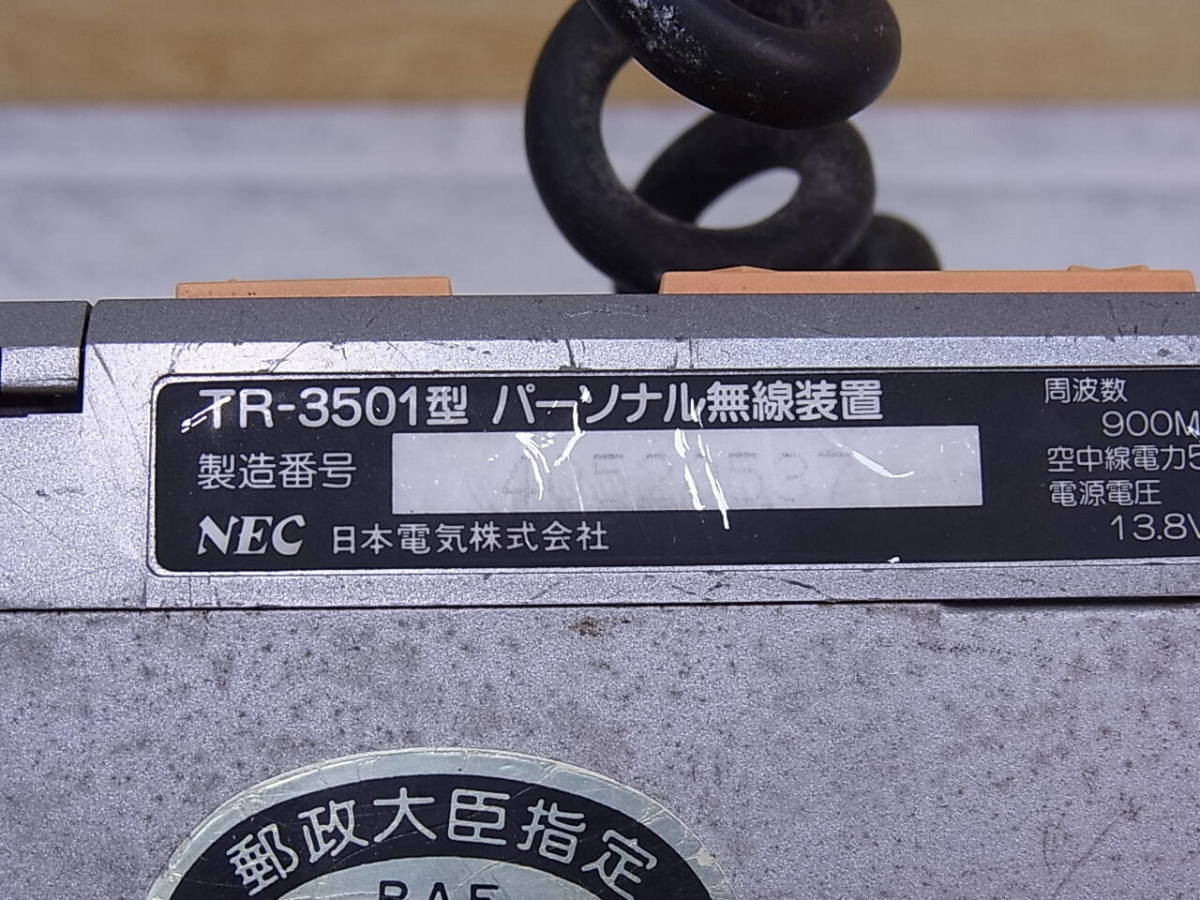 TR-3501型 パーソナル無線装置
製造番号
NEC 日本電気株式会社
周波数
900M
空中線電力5
電源電圧
13.8V
郵政大臣指定